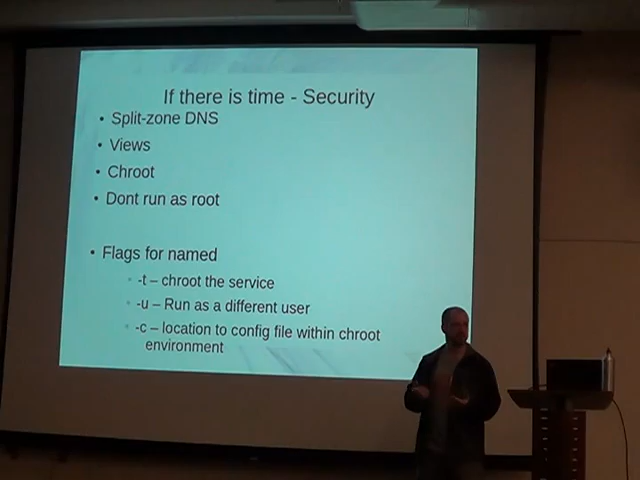 If there is time - Security
• Split-zone DNS
• Views
• Chroot
• Dont run as root
• Flags for named
• -t – chroot the service
• -u – Run as a different user
• -c – location to config file within chroot
environment